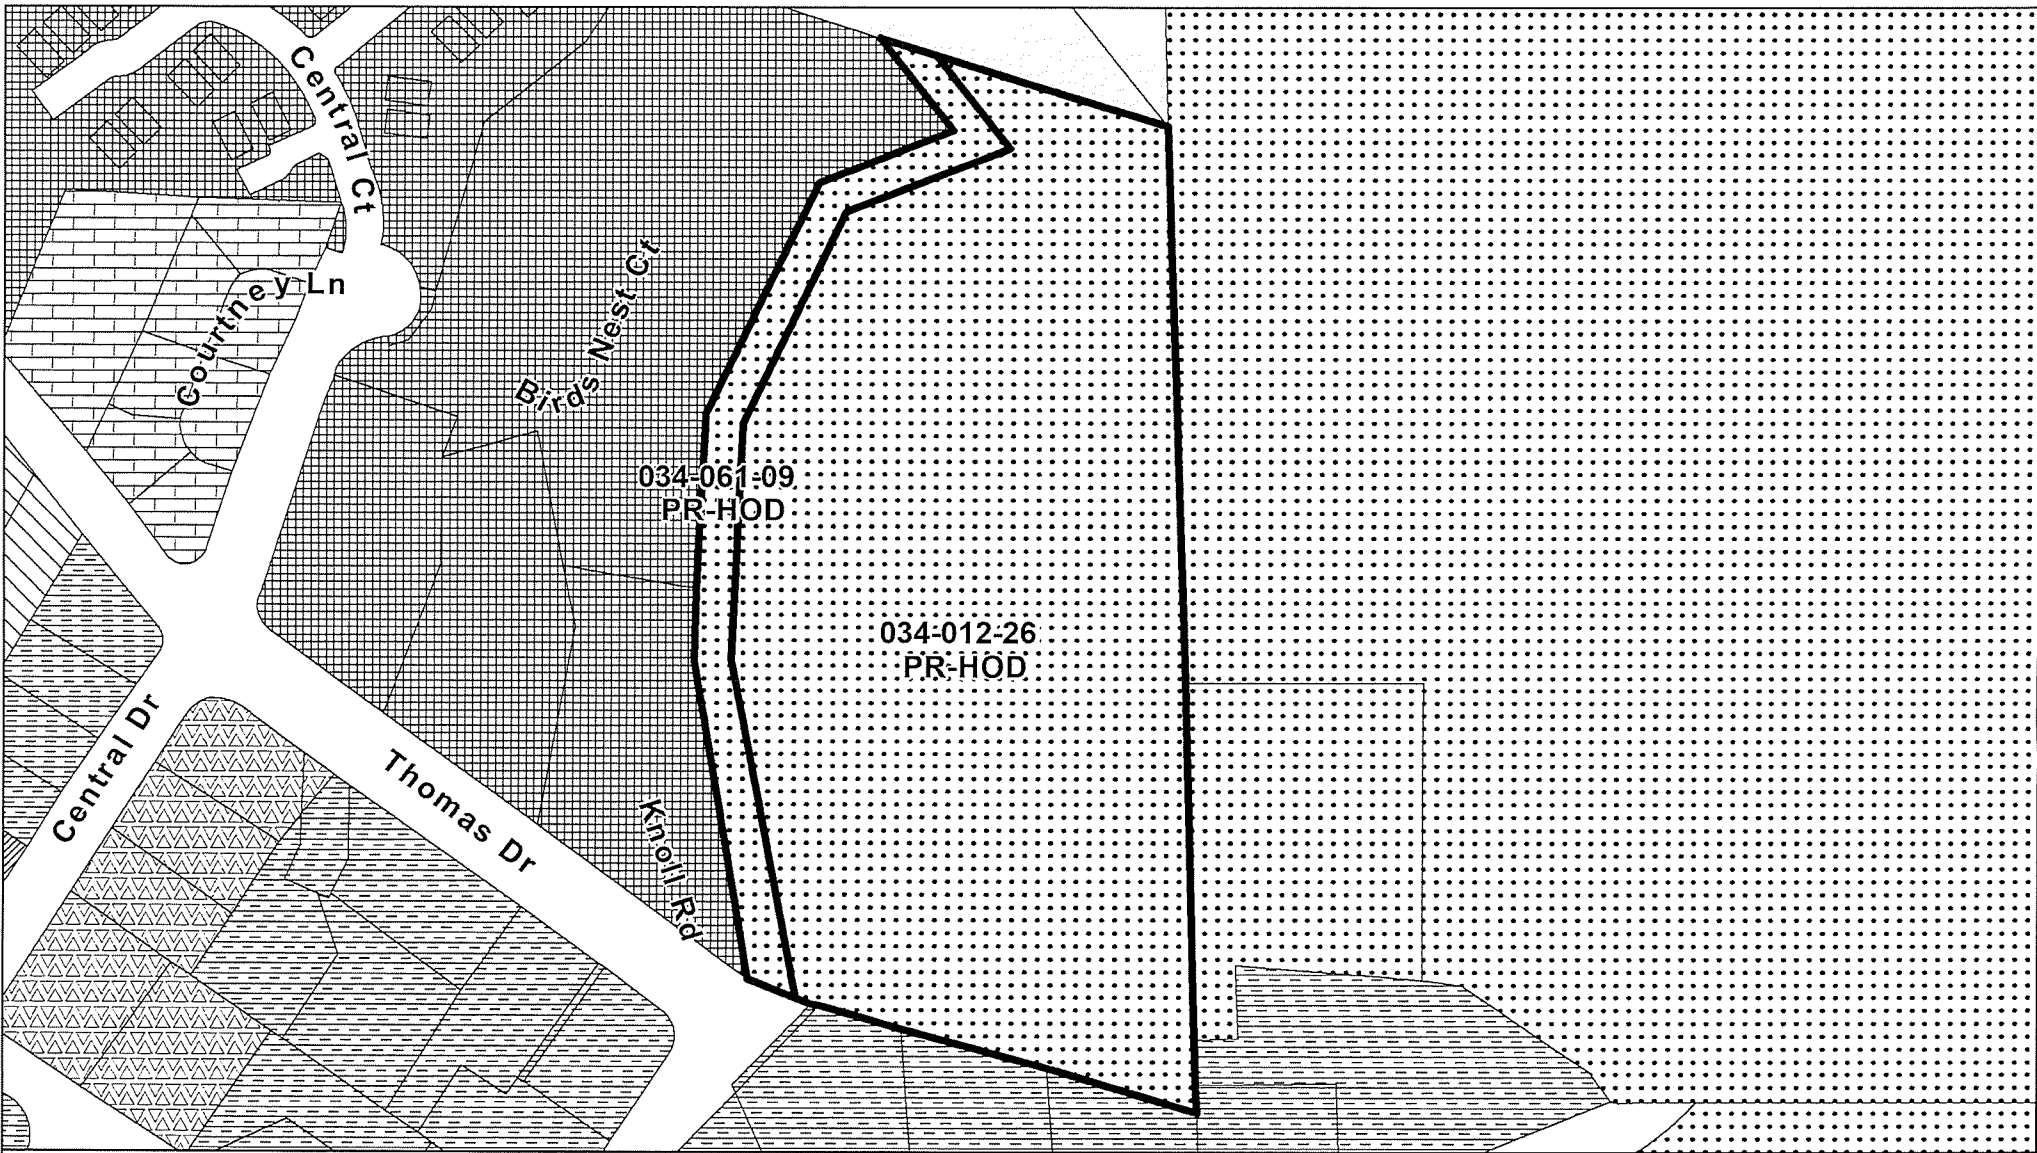 Central Ct
Courtney Ln
Birds Nest Ct
034-061-09
PR-HOD
034-012-26
PR-HOD
Central Dr
Thomas Dr
Knoll Rd